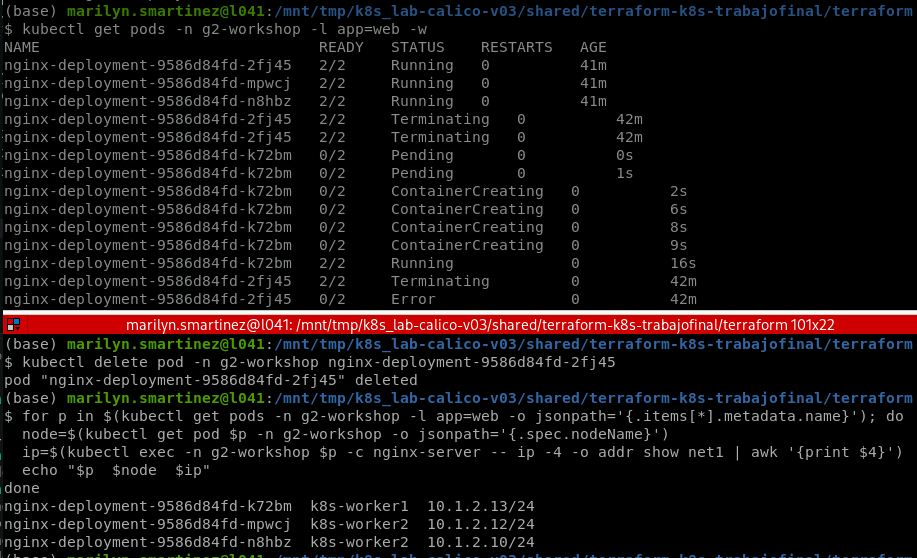 (base) marilyn.smartinez@l041:/mnt/tmp/k8s_lab-calico-v03/shared/terraform-k8s-trabajofinal/terraform
$ kubectl get pods -n g2-workshop -l app=web -w
NAME                               READY   STATUS    RESTARTS   AGE
nginx-deployment-9586d84fd-2fj45   2/2     Running   0          41m
nginx-deployment-9586d84fd-mpwcj   2/2     Running   0          41m
nginx-deployment-9586d84fd-n8hbz   2/2     Running   0          41m
nginx-deployment-9586d84fd-2fj45   2/2     Terminating   0          42m
nginx-deployment-9586d84fd-2fj45   2/2     Terminating   0          42m
nginx-deployment-9586d84fd-k72bm   0/2     Pending       0          0s
nginx-deployment-9586d84fd-k72bm   0/2     Pending       0          1s
nginx-deployment-9586d84fd-k72bm   0/2     ContainerCreating   0          2s
nginx-deployment-9586d84fd-k72bm   0/2     ContainerCreating   0          6s
nginx-deployment-9586d84fd-k72bm   0/2     ContainerCreating   0          8s
nginx-deployment-9586d84fd-k72bm   0/2     ContainerCreating   0          9s
nginx-deployment-9586d84fd-k72bm   2/2     Running             0          16s
nginx-deployment-9586d84fd-2fj45   2/2     Terminating         0          42m
nginx-deployment-9586d84fd-2fj45   0/2     Error               0          42m
marilyn.smartinez@l041: /mnt/tmp/k8s_lab-calico-v03/shared/terraform-k8s-trabajofinal/terraform 101x22
(base) marilyn.smartinez@l041:/mnt/tmp/k8s_lab-calico-v03/shared/terraform-k8s-trabajofinal/terraform
$ kubectl delete pod -n g2-workshop nginx-deployment-9586d84fd-2fj45
pod "nginx-deployment-9586d84fd-2fj45" deleted
(base) marilyn.smartinez@l041:/mnt/tmp/k8s_lab-calico-v03/shared/terraform-k8s-trabajofinal/terraform
$ for p in $(kubectl get pods -n g2-workshop -l app=web -o jsonpath='{.items[*].metadata.name}'); do
  node=$(kubectl get pod $p -n g2-workshop -o jsonpath='{.spec.nodeName}')
  ip=$(kubectl exec -n g2-workshop $p -c nginx-server -- ip -4 -o addr show net1 | awk '{print $4}')
  echo "$p  $node  $ip"
done
nginx-deployment-9586d84fd-k72bm  k8s-worker1  10.1.2.13/24
nginx-deployment-9586d84fd-mpwcj  k8s-worker2  10.1.2.12/24
nginx-deployment-9586d84fd-n8hbz  k8s-worker2  10.1.2.10/24
(base) marilyn.smartinez@l041:/mnt/tmp/k8s_lab-calico-v03/shared/terraform-k8s-trabajofinal/terraform